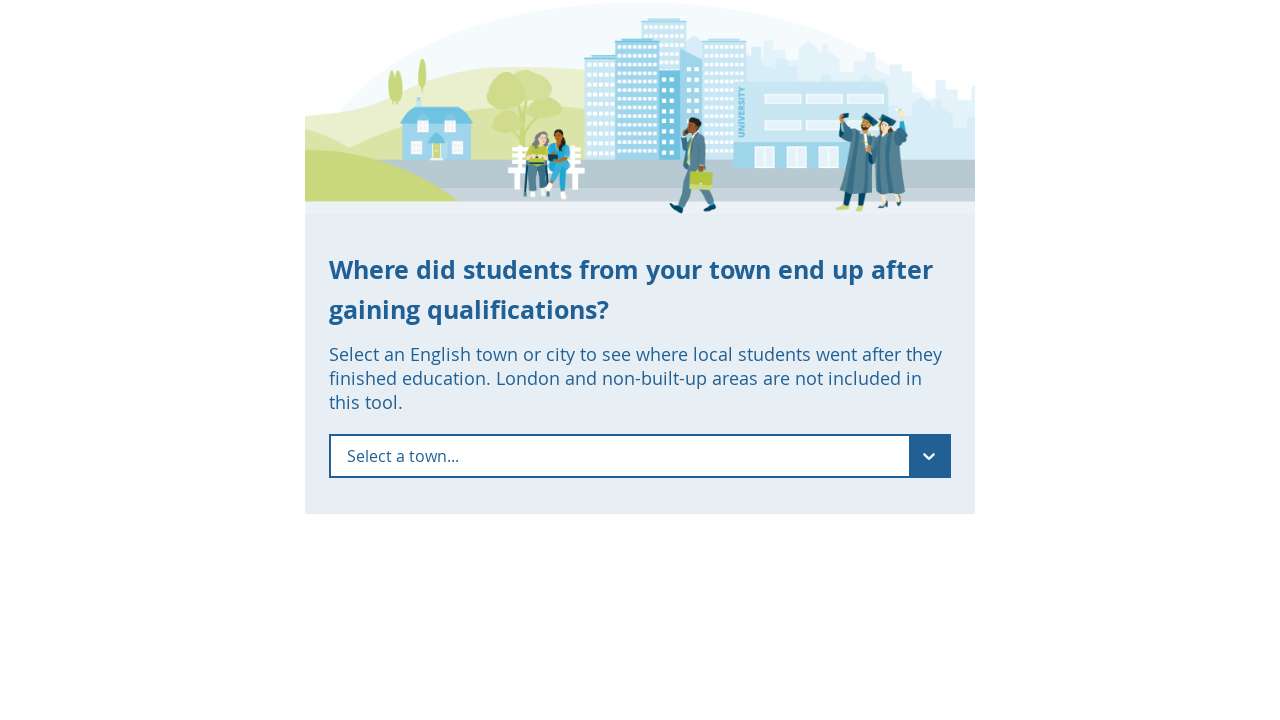 UNIVERSITY
Where did students from your town end up after
gaining qualifications?
Select an English town or city to see where local students went after they
finished education. London and non-built-up areas are not included in
this tool.
Select a town...